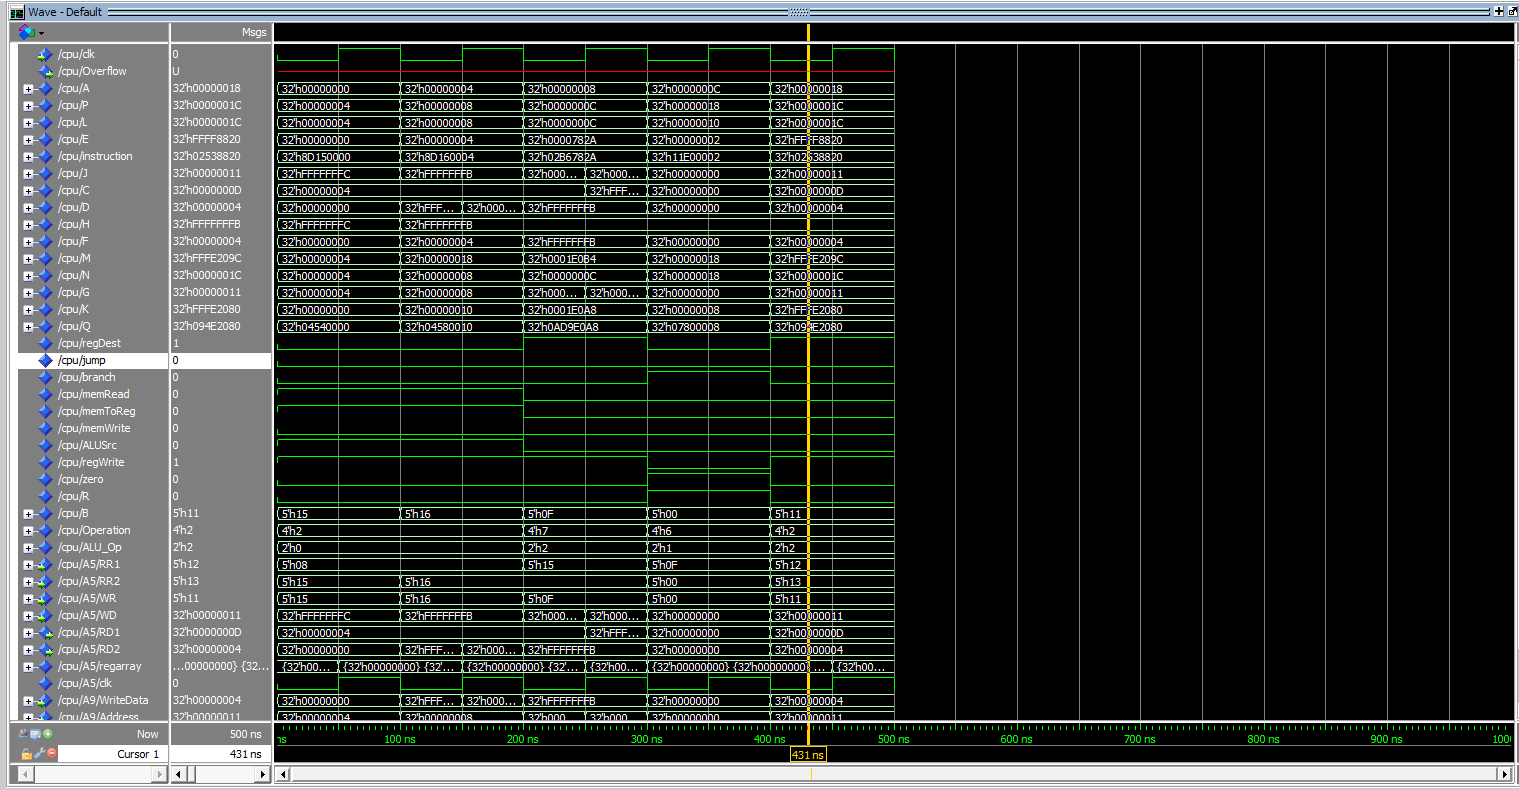 Wave - Default
Msgs
/cpu/clk 0
/cpu/Overflow U
/cpu/A 32'h00000018 32'h00000000 32'h00000004 32'h00000008 32'h0000000C 32'h00000018
/cpu/P 32'h0000001C 32'h00000004 32'h00000008 32'h0000000C 32'h00000018 32'h0000001C
/cpu/L 32'h0000001C 32'h00000004 32'h00000008 32'h0000000C 32'h00000010 32'h0000001C
/cpu/E 32'hFFFF8820 32'h00000000 32'h00000004 32'h0000782A 32'h00000002 32'hFFFF8820
/cpu/instruction 32'h02538820 32'h8D150000 32'h8D160004 32'h02B6782A 32'h11E00002 32'h02538820
/cpu/J 32'h00000011 32'hFFFFFFFC 32'hFFFFFFFB 32'h000... 32'h000... 32'h00000000 32'h00000011
/cpu/C 32'h0000000D 32'h00000004 32'hFFF... 32'h00000000 32'h0000000D
/cpu/D 32'h00000004 32'h00000000 32'hFFF... 32'h000... 32'hFFFFFFFB 32'h00000000 32'h00000004
/cpu/H 32'hFFFFFFFB 32'hFFFFFFFC 32'hFFFFFFFB
/cpu/F 32'h00000004 32'h00000000 32'h00000004 32'hFFFFFFFB 32'h00000000 32'h00000004
/cpu/M 32'hFFFE209C 32'h00000004 32'h00000018 32'h0001E0B4 32'h00000018 32'hFFFE209C
/cpu/N 32'h0000001C 32'h00000004 32'h00000008 32'h0000000C 32'h00000018 32'h0000001C
/cpu/G 32'h00000011 32'h00000004 32'h00000008 32'h000... 32'h000... 32'h00000000 32'h00000011
/cpu/K 32'hFFFE2080 32'h00000000 32'h00000010 32'h0001E0A8 32'h00000008 32'hFFFE2080
/cpu/Q 32'h094E2080 32'h04540000 32'h04580010 32'h0AD9E0A8 32'h07800008 32'h094E2080
/cpu/regDest 1
/cpu/jump 0
/cpu/branch 0
/cpu/memRead 0
/cpu/memToReg 0
/cpu/memWrite 0
/cpu/ALUSrc 0
/cpu/regWrite 1
/cpu/zero 0
/cpu/R 0
/cpu/B 5'h11 5'h15 5'h16 5'h0F 5'h00 5'h11
/cpu/Operation 4'h2 4'h2 4'h7 4'h6 4'h2
/cpu/ALU_Op 2'h2 2'h0 2'h2 2'h1 2'h2
/cpu/A5/RR1 5'h12 5'h08 5'h15 5'h0F 5'h12
/cpu/A5/RR2 5'h13 5'h15 5'h16 5'h00 5'h13
/cpu/A5/WR 5'h11 5'h15 5'h16 5'h0F 5'h00 5'h11
/cpu/A5/WD 32'h00000011 32'hFFFFFFFC 32'hFFFFFFFB 32'h000... 32'h000... 32'h00000000 32'h00000011
/cpu/A5/RD1 32'h0000000D 32'h00000004 32'hFFF... 32'h00000000 32'h0000000D
/cpu/A5/RD2 32'h00000004 32'h00000000 32'hFFF... 32'h000... 32'hFFFFFFFB 32'h00000000 32'h00000004
/cpu/A5/regarray ...00000000} {32... {32'h00... {32'h00000000} {32'... {32'h00000000} {32'... {32'h00... {32'h00000000} {32'h00000000} ... {32'h00...
/cpu/A5/clk 0
/cpu/A9/WriteData 32'h00000004 32'h00000000 32'hFFF... 32'h000... 32'hFFFFFFFB 32'h00000000 32'h00000004
/cpu/A9/Address 32'h00000011 32'h00000004 32'h00000008 32'h000... 32'h000... 32'h00000000 32'h00000011
Now 500 ns ns 100 ns 200 ns 300 ns 400 ns 500 ns 600 ns 700 ns 800 ns 900 ns 100
Cursor 1 431 ns 431 ns